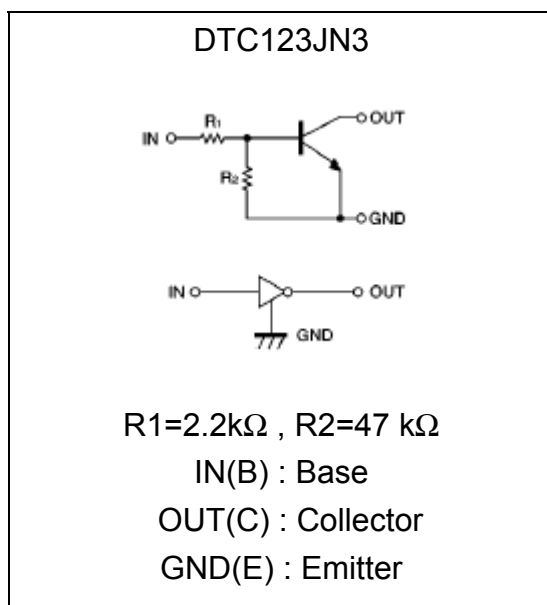 DTC123JN3
R1
IN
OUT
R2
GND
IN
OUT
GND
R1=2.2kΩ , R2=47 kΩ
IN(B) : Base
OUT(C) : Collector
GND(E) : Emitter